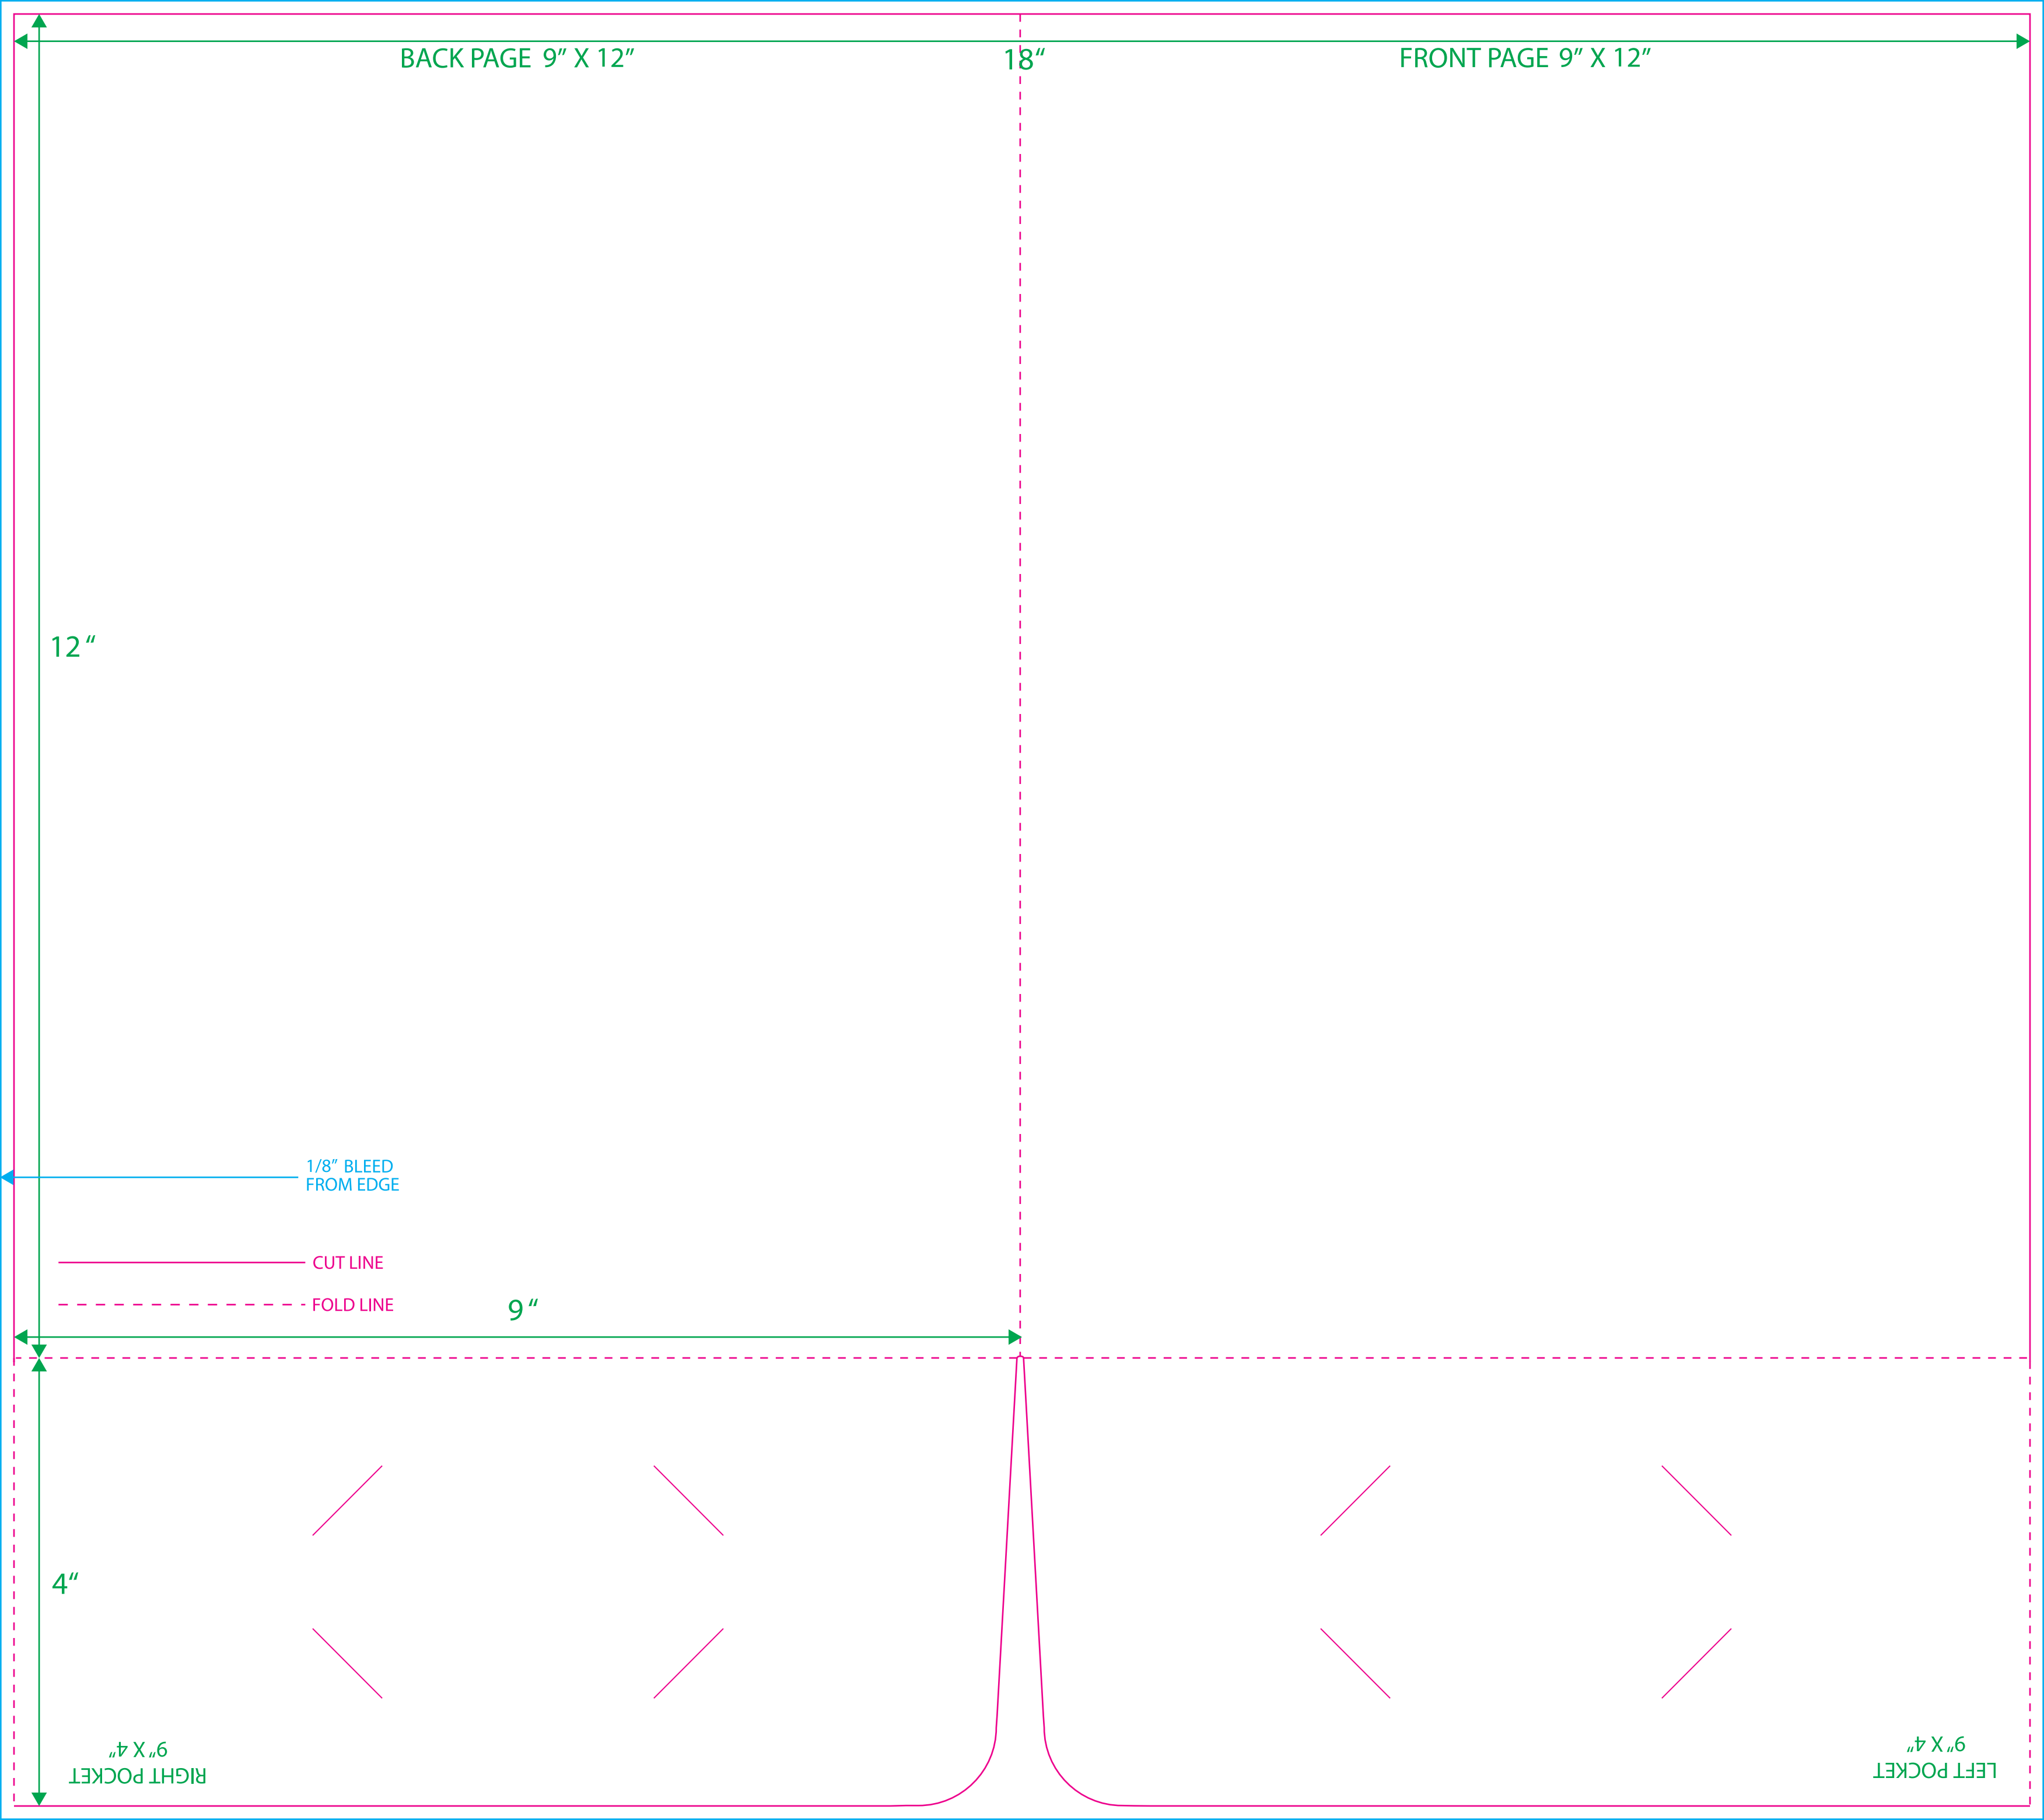 BACK PAGE 9” X 12”
18“
FRONT PAGE 9” X 12”
12“
1/8” BLEED
FROM EDGE
CUT LINE
FOLD LINE
9“
4“
RIGHT POCKET
9” X 4”
LEFT POCKET
9” X 4”